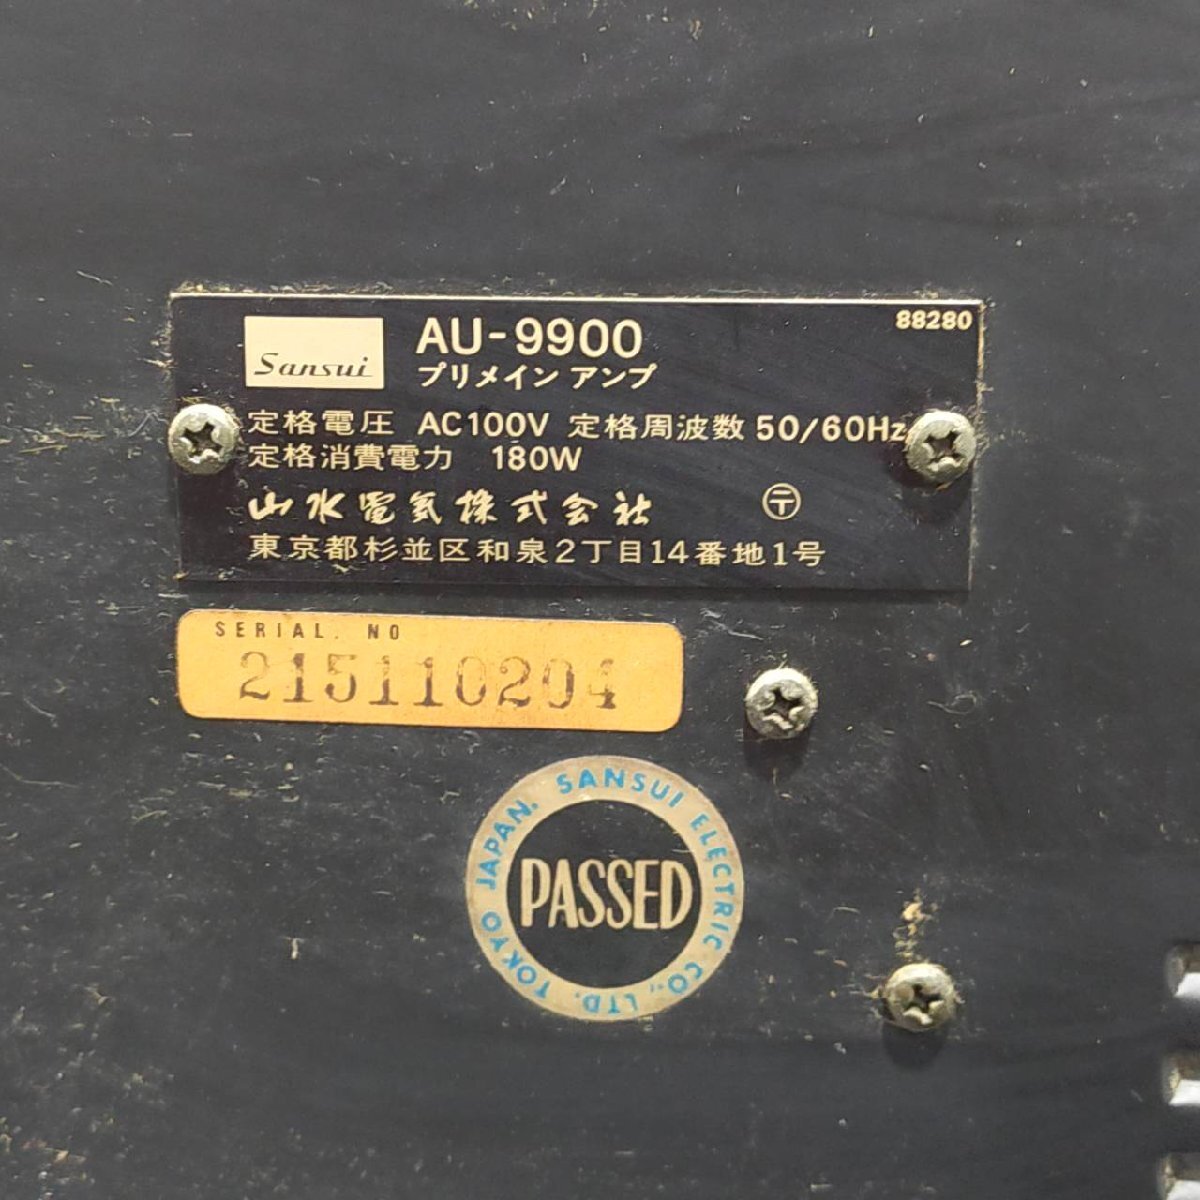 Sansui
AU-9900
88280
プリメイン アンプ
定格電圧 AC100V 定格周波数 50/60Hz
定格消費電力 180W
山水電気株式会社 〒
東京都杉並区和泉2丁目14番地1号
SERIAL. NO
215110204
SANSUI ELECTRIC CO., LTD. TOKYO JAPAN.
PASSED